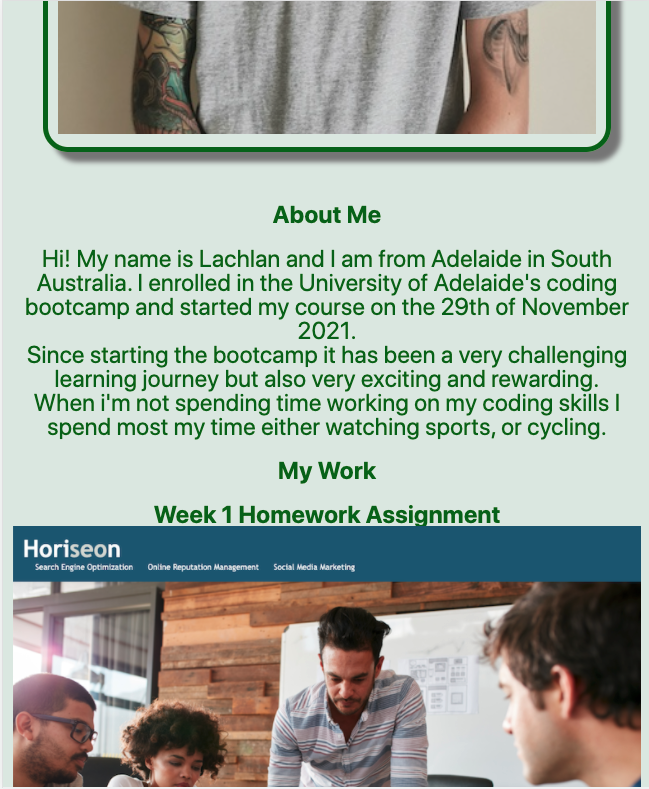 About Me
Hi! My name is Lachlan and I am from Adelaide in South
Australia. I enrolled in the University of Adelaide's coding
bootcamp and started my course on the 29th of November
2021.
Since starting the bootcamp it has been a very challenging
learning journey but also very exciting and rewarding.
When i'm not spending time working on my coding skills I
spend most my time either watching sports, or cycling.
My Work
Week 1 Homework Assignment
Horiseon
Search Engine Optimization Online Reputation Management Social Media Marketing